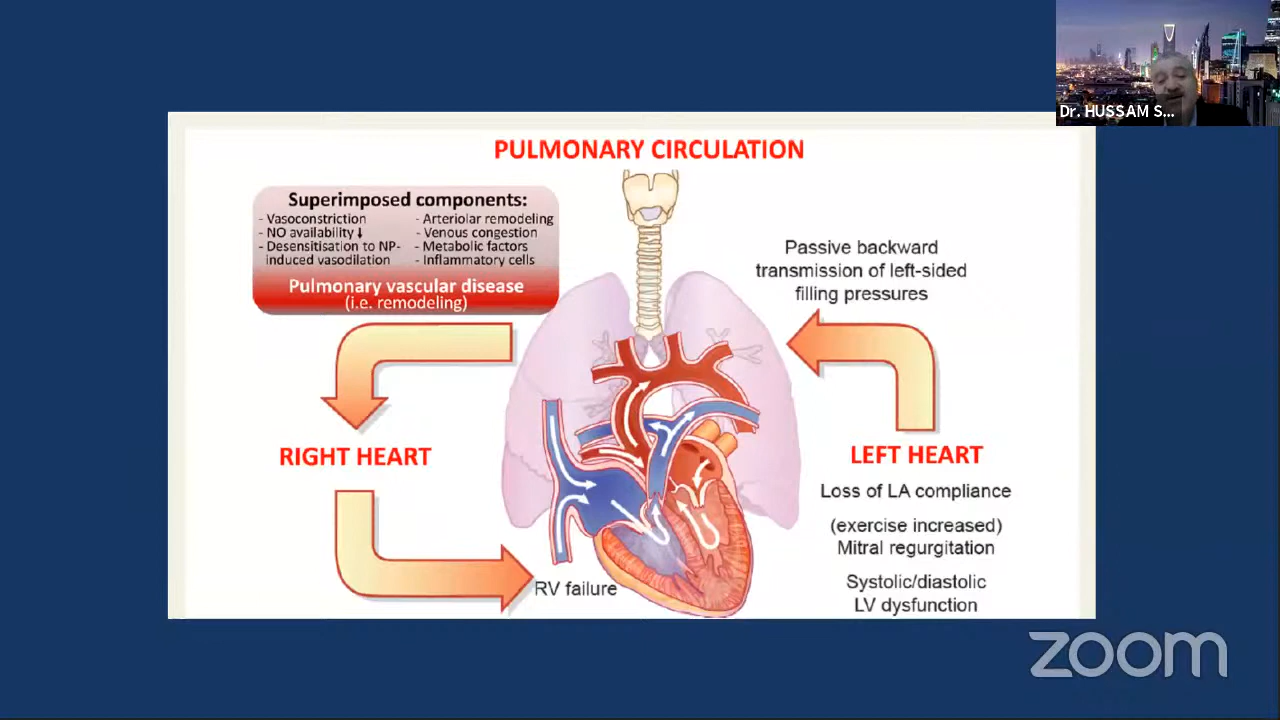 Dr. HUSSAM S...
PULMONARY CIRCULATION
Superimposed components:
- Vasoconstriction
- NO availability↓
- Desensitisation to NP-
induced vasodilation
- Arteriolar remodeling
- Venous congestion
- Metabolic factors
- Inflammatory cells
Pulmonary vascular disease
(i.e. remodeling)
Passive backward
transmission of left-sided
filling pressures
RIGHT HEART
LEFT HEART
Loss of LA compliance
(exercise increased)
Mitral regurgitation
Systolic/diastolic
LV dysfunction
RV failure
zoom